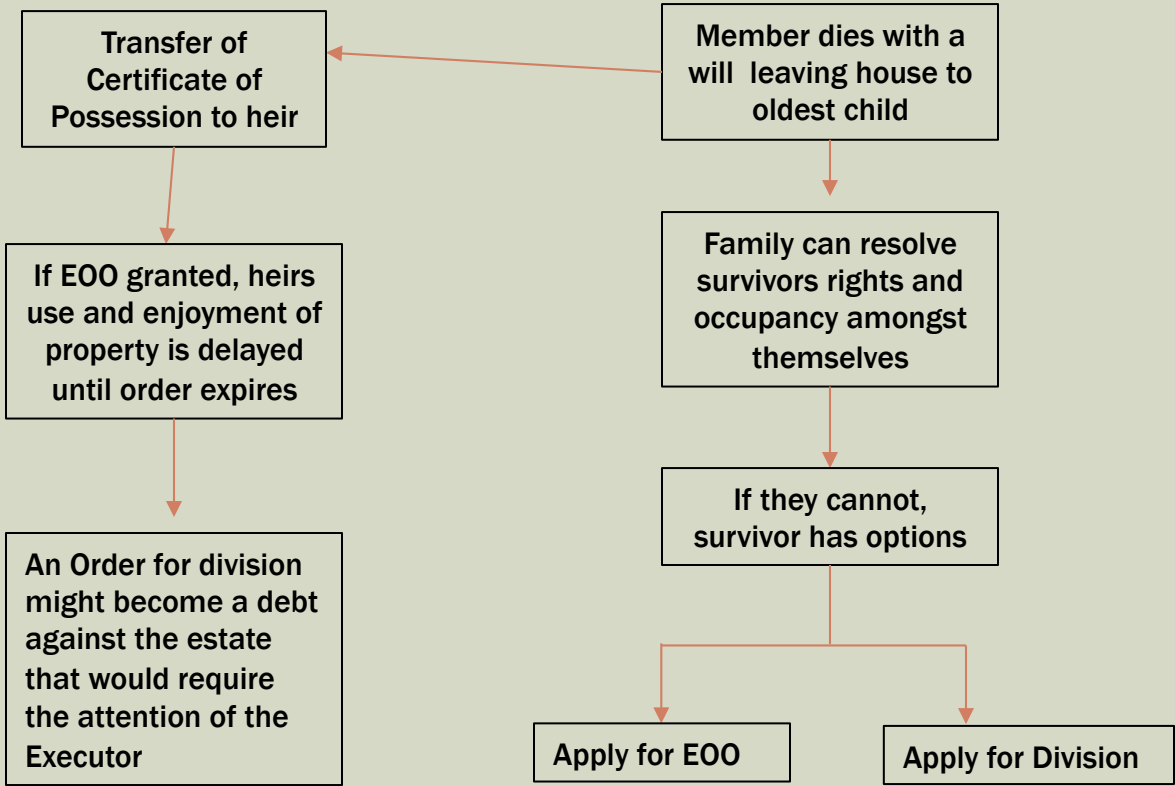 Transfer of
Certificate of
Possession to heir
Member dies with a
will leaving house to
oldest child
If EOO granted, heirs
use and enjoyment of
property is delayed
until order expires
Family can resolve
survivors rights and
occupancy amongst
themselves
If they cannot,
survivor has options
An Order for division
might become a debt
against the estate
that would require
the attention of the
Executor
Apply for EOO
Apply for Division